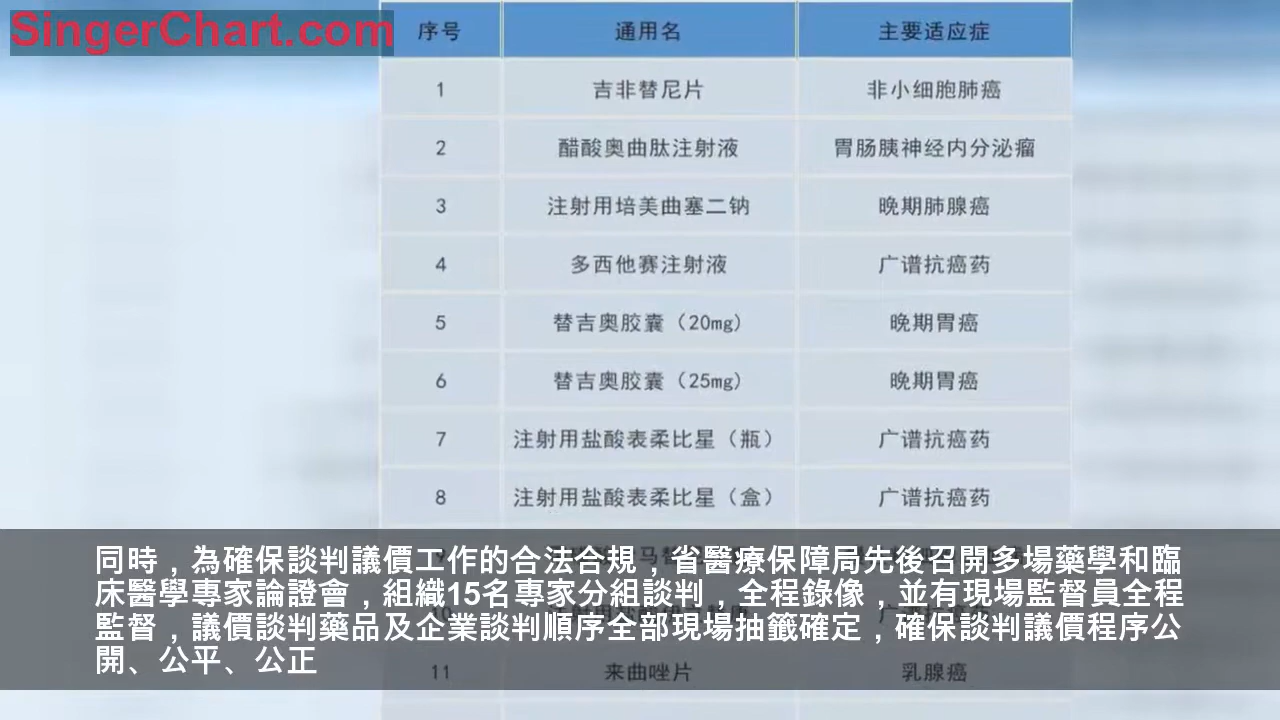 SingerChart.com
序号 通用名 主要适应症
1 吉非替尼片 非小细胞肺癌
2 醋酸奥曲肽注射液 胃肠胰神经内分泌瘤
3 注射用培美曲塞二钠 晚期肺腺癌
4 多西他赛注射液 广谱抗癌药
5 替吉奥胶囊（20mg） 晚期胃癌
6 替吉奥胶囊（25mg） 晚期胃癌
7 注射用盐酸表柔比星（瓶） 广谱抗癌药
8 注射用盐酸表柔比星（盒） 广谱抗癌药
同時，為確保談判議價工作的合法合規，省醫療保障局先後召開多場藥學和臨
床醫學專家論證會，組織15名專家分組談判，全程錄像，並有現場監督員全程
監督，議價談判藥品及企業談判順序全部現場抽籤確定，確保談判議價程序公
開、公平、公正
11 来曲唑片 乳腺癌